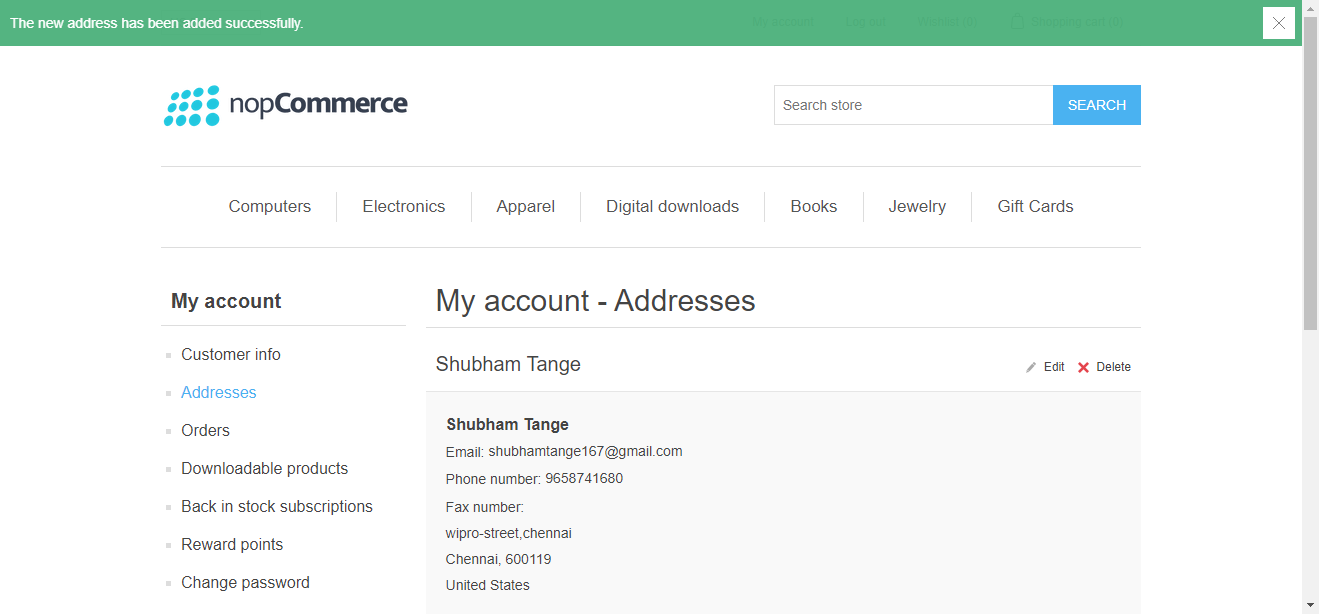 The new address has been added successfully.
My account Log out Wishlist (0) Shopping cart (0)
nopCommerce
Search store SEARCH
Computers Electronics Apparel Digital downloads Books Jewelry Gift Cards
My account
Customer info
Addresses
Orders
Downloadable products
Back in stock subscriptions
Reward points
Change password
My account - Addresses
Shubham Tange Edit Delete
Shubham Tange
Email: shubhamtange167@gmail.com
Phone number: 9658741680
Fax number:
wipro-street,chennai
Chennai, 600119
United States